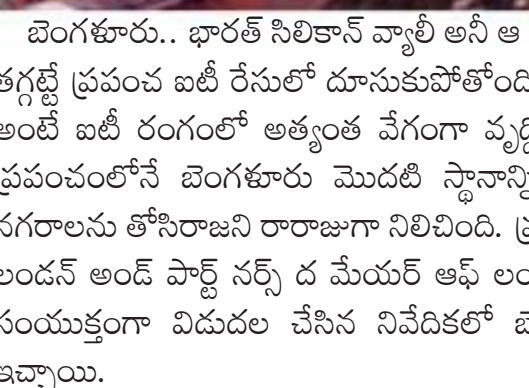 బెంగళూరు.. భారత్ సిలికాన్ వ్యాలీ అనీ ఆ
తగ్గట్టే ప్రపంచ ఐటీ రేసులో దూసుకుపోతోంది
అంటే ఐటీ రంగంలో అత్యంత వేగంగా
ప్రపంచంలోనే బెంగళూరు మొదటి స్థానాన్ని
నగరాలను తోసిరాజని రారాజుగా నిలిచింది.
లండన్ అండ్ పార్ట్ నర్స్ ద మేయర్ ఆఫ్
సంయుక్తంగా విడుదల చేసిన నివేదికలో
ఇచ్చాయి.